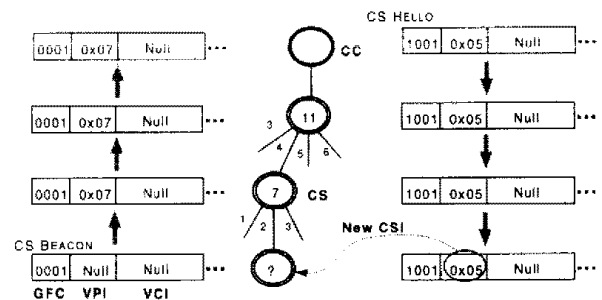 CS HELLO
0001 0x07 Null ...
CC
1001 0x05 Null ...
0001 0x07 Null ...
11
3 4 5 6
1001 0x05 Null ...
0001 0x07 Null ...
7
CS
1001 0x05 Null ...
1 2 3
New CSI
CS BEACON
0001 Null Null ...
?
1001 0x05 Null ...
GFC VPI VCI